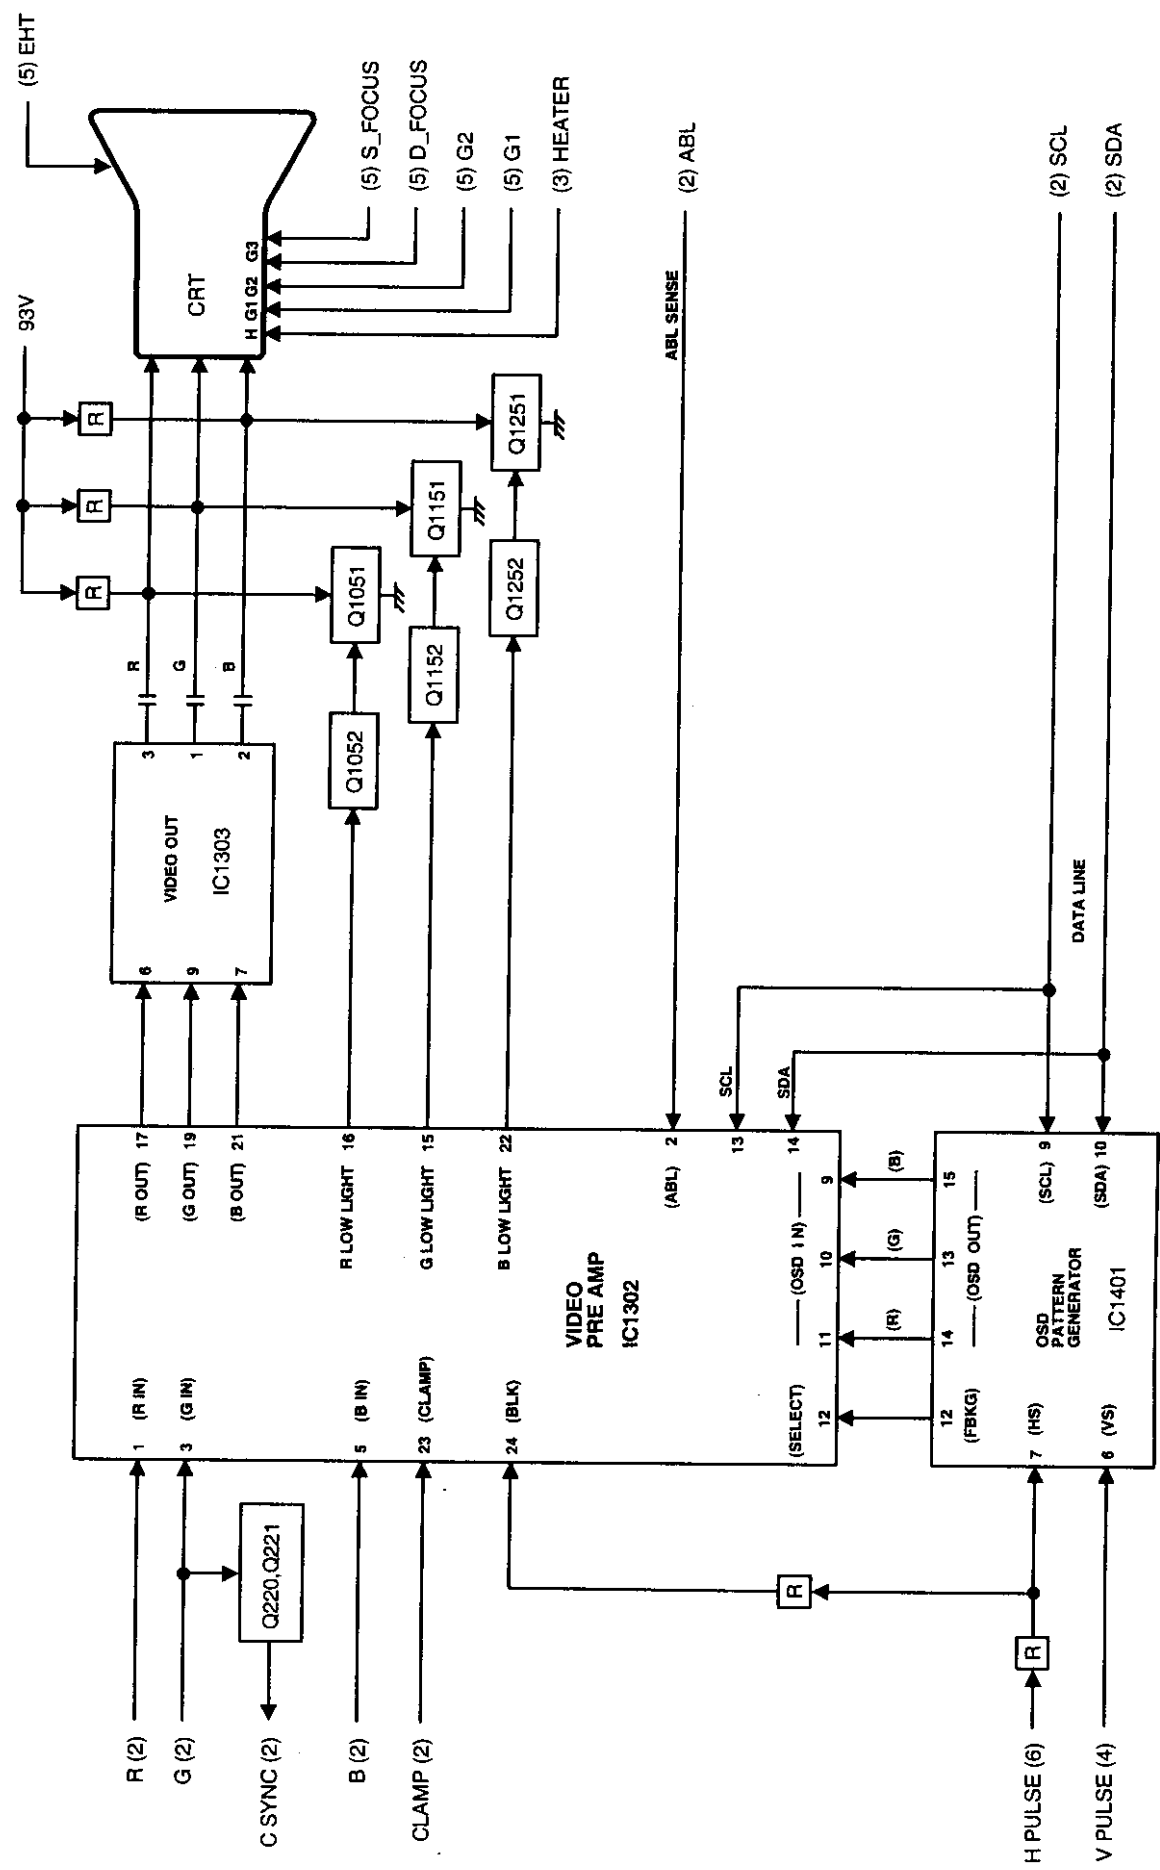 (5) EHT
93V
CRT
H G1 G2 G3
(5) S_FOCUS
(5) D_FOCUS
(5) G2
(5) G1
(3) HEATER
R
R
R
R
G
B
VIDEO OUT
IC1303
6
9
7
3
1
2
Q1052
Q1051
Q1152
Q1151
Q1252
Q1251
ABL SENSE
(2) ABL
(2) SCL
(2) SDA
DATA LINE
SCL
SDA
R (2)
G (2)
C SYNC (2)
Q220,Q221
B (2)
CLAMP (2)
1 (R IN)
3 (G IN)
5 (B IN)
23 (CLAMP)
24 (BLK)
(R OUT) 17
(G OUT) 19
(B OUT) 21
R LOW LIGHT 16
G LOW LIGHT 15
B LOW LIGHT 22
VIDEO
PRE AMP
IC1302
(ABL) 2
13
14
(SELECT)
12
11
(OSD IN)
10
9
(R)
(G)
(B)
12
(FBKG)
14
13
15
(OSD OUT)
7 (HS)
6 (VS)
OSD
PATTERN
GENERATOR
IC1401
(SCL) 9
(SDA) 10
R
R
H PULSE (6)
V PULSE (4)